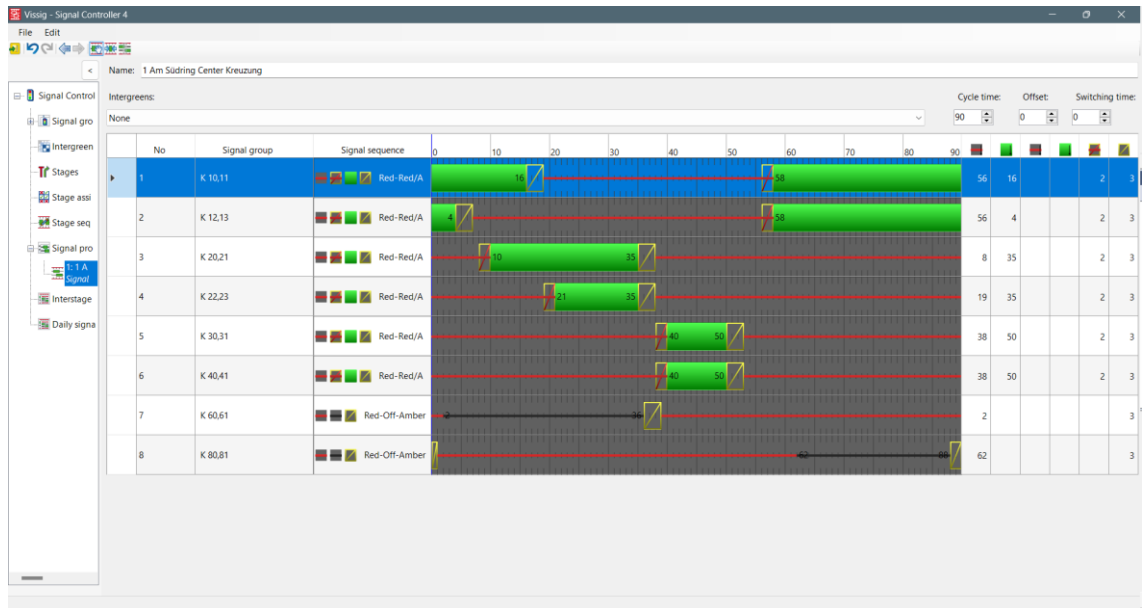 Vissig - Signal Controller 4
File Edit
< Name: 1 Am Südring Center Kreuzung
Signal Control
Signal gro
Intergreen
Stages
Stage assi
Stage seq
Signal pro
1: 1 A
Signal
Interstage
Daily signa
Intergreens: Cycle time: Offset: Switching time:
None 90 0 0
No Signal group Signal sequence 0 10 20 30 40 50 60 70 80 90
1 K 10,11 Red-Red/A 16 58 56 16 2 3
2 K 12,13 Red-Red/A 4 58 56 4 2 3
3 K 20,21 Red-Red/A 10 35 8 35 2 3
4 K 22,23 Red-Red/A 21 35 19 35 2 3
5 K 30,31 Red-Red/A 40 50 38 50 2 3
6 K 40,41 Red-Red/A 40 50 38 50 2 3
7 K 60,61 Red-Off-Amber 2 36 2 3
8 K 80,81 Red-Off-Amber 62 88 62 3